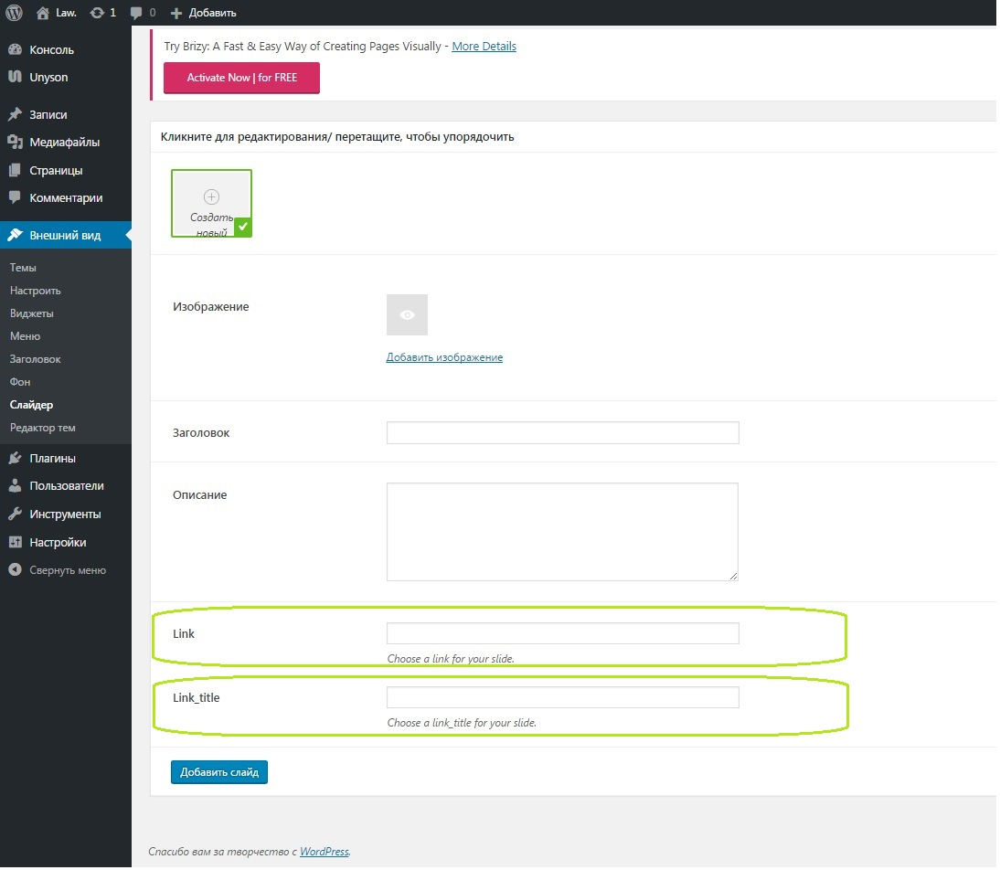 Law. 1 0 Добавить
Консоль
Unyson
Записи
Медиафайлы
Страницы
Комментарии
Внешний вид
Темы
Настроить
Виджеты
Меню
Заголовок
Фон
Слайдер
Редактор тем
Плагины
Пользователи
Инструменты
Настройки
Свернуть меню
Try Brizy: A Fast & Easy Way of Creating Pages Visually - More Details
Activate Now | for FREE
Кликните для редактирования/ перетащите, чтобы упорядочить
Создать
новый
Изображение
Добавить изображение
Заголовок
Описание
Link
Choose a link for your slide.
Link_title
Choose a link_title for your slide.
Добавить слайд
Спасибо вам за творчество с WordPress.